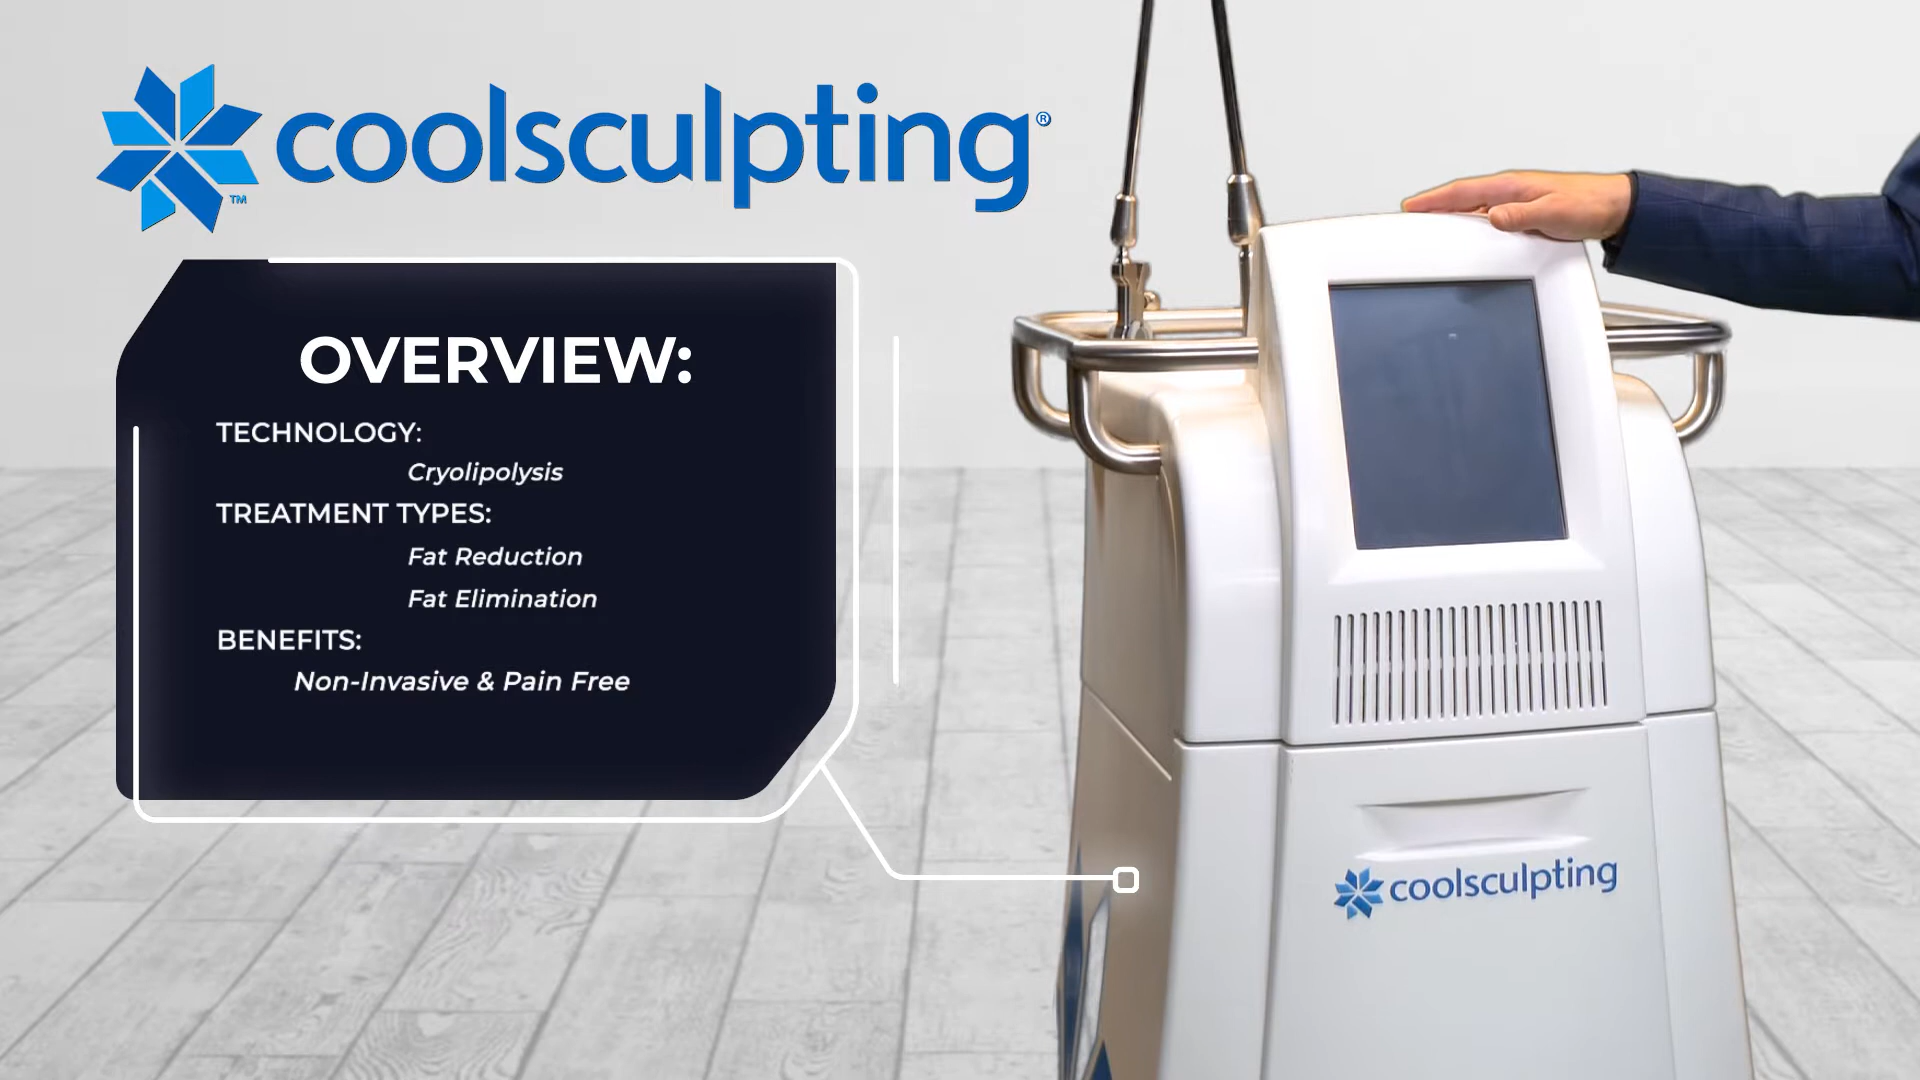 coolsculpting®
™
OVERVIEW:
TECHNOLOGY:
Cryolipolysis
TREATMENT TYPES:
Fat Reduction
Fat Elimination
BENEFITS:
Non-Invasive & Pain Free
coolsculpting